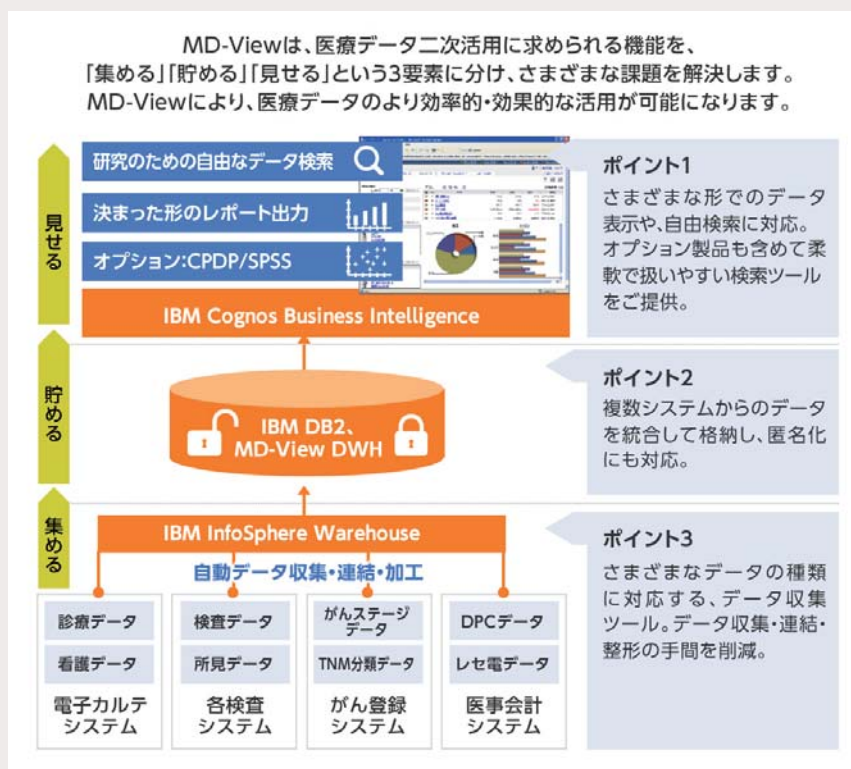 MD-Viewは、医療データ二次活用に求められる機能を、
「集める」「貯める」「見せる」という3要素に分け、さまざまな課題を解決します。
MD-Viewにより、医療データのより効率的・効果的な活用が可能になります。
見せる
研究のための自由なデータ検索
決まった形のレポート出力
オプション:CPDP/SPSS
IBM Cognos Business Intelligence
ポイント1
さまざまな形でのデータ
表示や、自由検索に対応。
オプション製品も含めて柔
軟で扱いやすい検索ツール
をご提供。
貯める
IBM DB2、
MD-View DWH
ポイント2
複数システムからのデータ
を統合して格納し、匿名化
にも対応。
集める
IBM InfoSphere Warehouse
自動データ収集・連結・加工
ポイント3
さまざまなデータの種類
に対応する、データ収集
ツール。データ収集・連結・
整形の手間を削減。
診療データ
看護データ
電子カルテ
システム
検査データ
所見データ
各検査
システム
がんステージ
データ
TNM分類データ
がん登録
システム
DPCデータ
レセ電データ
医事会計
システム